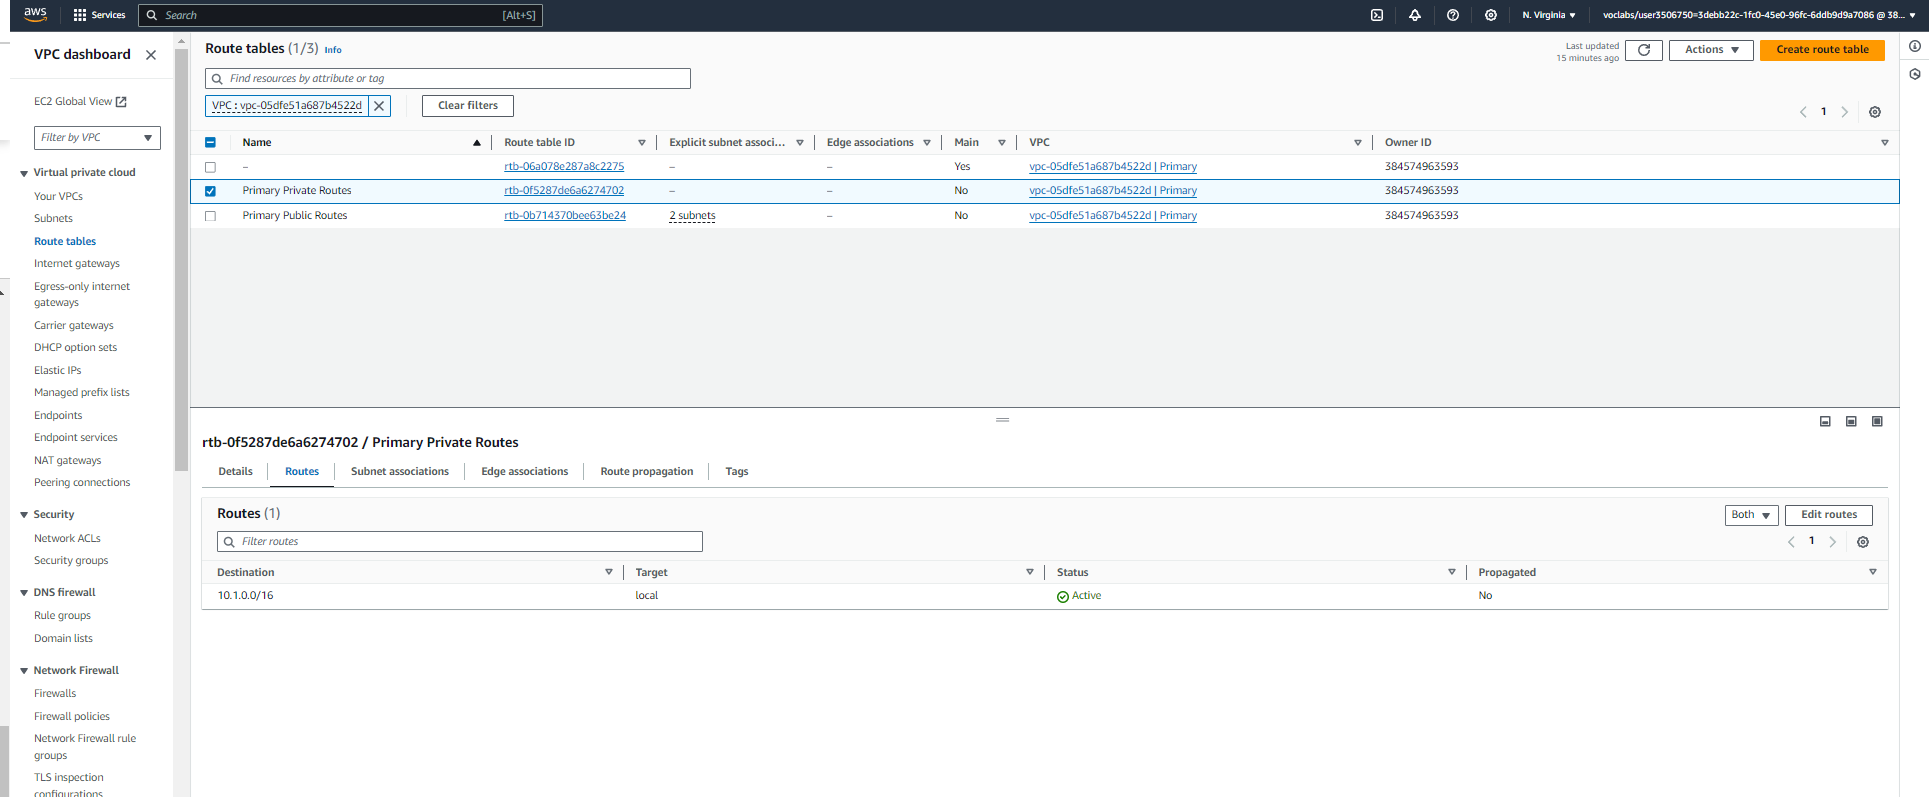 aws Services Search [Alt+S] N. Virginia voclabs/user3506750=3debb22c-1fc0-45e0-96fc-6ddb9d9a7086 @ 38...
VPC dashboard
EC2 Global View
Filter by VPC
Virtual private cloud
Your VPCs
Subnets
Route tables
Internet gateways
Egress-only internet
gateways
Carrier gateways
DHCP option sets
Elastic IPs
Managed prefix lists
Endpoints
Endpoint services
NAT gateways
Peering connections
Security
Network ACLs
Security groups
DNS firewall
Rule groups
Domain lists
Network Firewall
Firewalls
Firewall policies
Network Firewall rule
groups
TLS inspection
configurations
Route tables (1/3) Info
Last updated
15 minutes ago
Actions
Create route table
Find resources by attribute or tag
VPC : vpc-05dfe51a687b4522d
Clear filters
1
Name Route table ID Explicit subnet associ... Edge associations Main VPC Owner ID
– rtb-06a078e287a8c2275 – – Yes vpc-05dfe51a687b4522d | Primary 384574963593
Primary Private Routes rtb-0f5287de6a6274702 – – No vpc-05dfe51a687b4522d | Primary 384574963593
Primary Public Routes rtb-0b714370bee63be24 2 subnets – No vpc-05dfe51a687b4522d | Primary 384574963593
rtb-0f5287de6a6274702 / Primary Private Routes
Details Routes Subnet associations Edge associations Route propagation Tags
Routes (1)
Both
Edit routes
Filter routes
1
Destination Target Status Propagated
10.1.0.0/16 local Active No